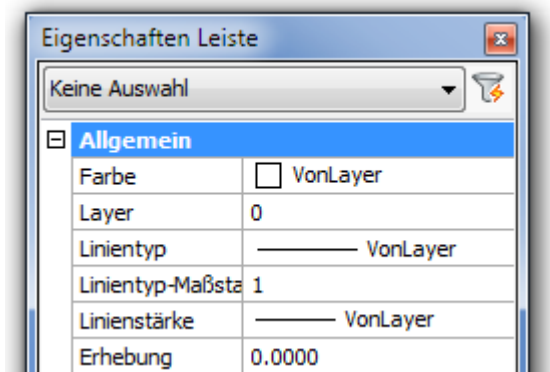 Eigenschaften Leiste
Keine Auswahl
Allgemein
Farbe VonLayer
Layer 0
Linientyp VonLayer
Linientyp-Maßsta 1
Linienstärke VonLayer
Erhebung 0.0000